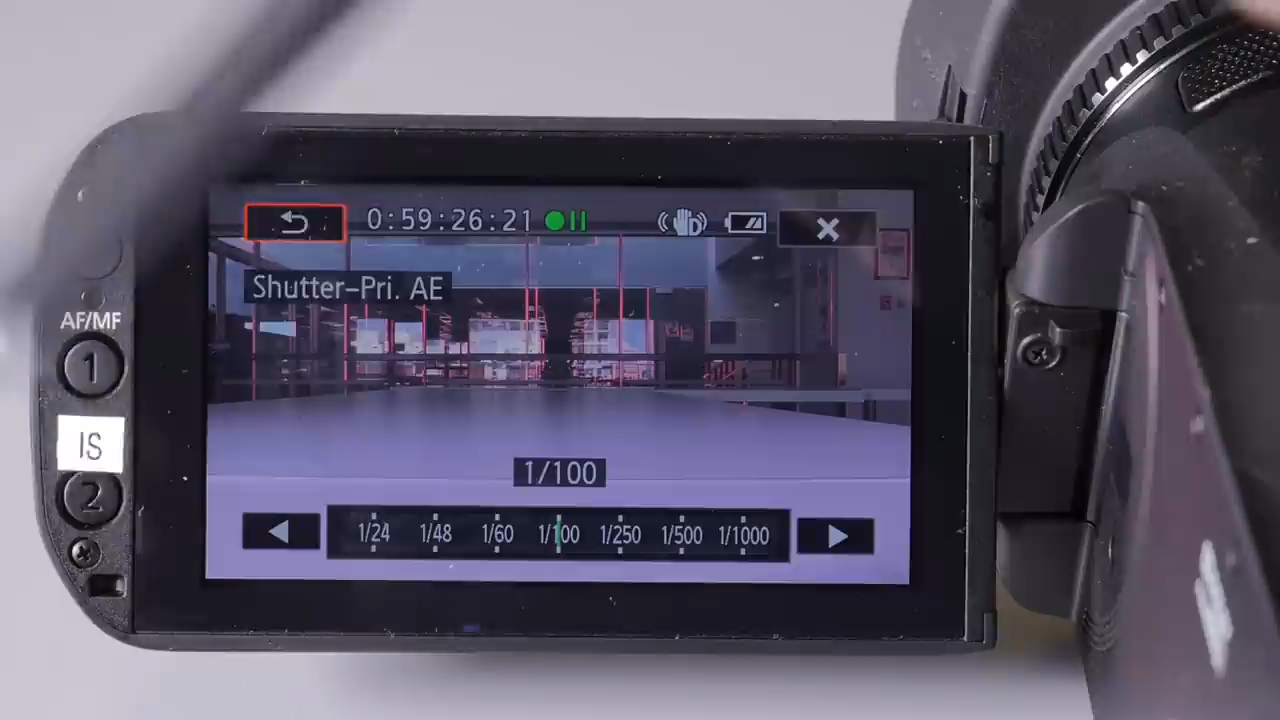 0:59:26:21
Shutter-Pri. AE
AF/MF
1
IS
2
1/100
1/24 1/48 1/60 1/100 1/250 1/500 1/1000